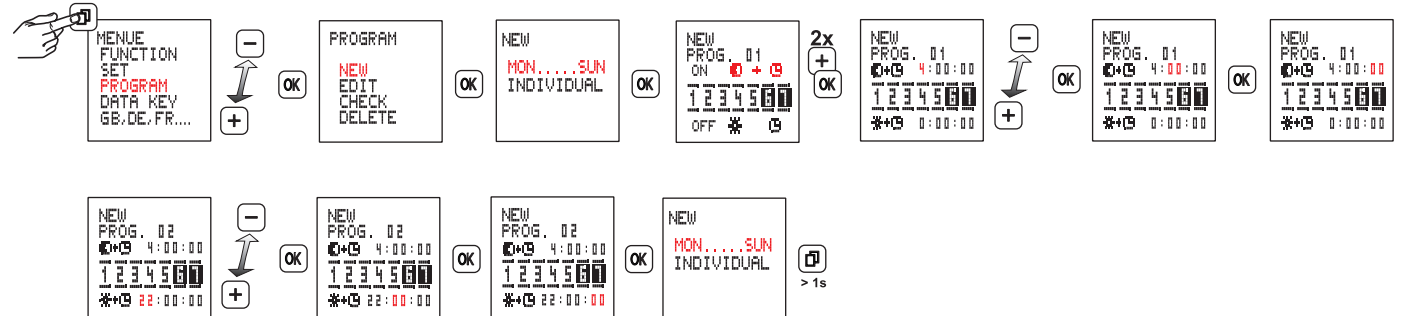 MENUE
FUNCTION
SET
PROGRAM
DATA KEY
GB,DE,FR....
−
+
OK
PROGRAM
NEW
EDIT
CHECK
DELETE
OK
NEW
MON.....SUN
INDIVIDUAL
OK
NEW
PROG. 01
ON +
1 2 3 4 5 6 7
OFF
2x
+
OK
NEW
PROG. 01
+ 4:00:00
1 2 3 4 5 6 7
+ 0:00:00
−
+
OK
NEW
PROG. 01
+ 4:00:00
1 2 3 4 5 6 7
+ 0:00:00
OK
NEW
PROG. 01
+ 4:00:00
1 2 3 4 5 6 7
+ 0:00:00
NEW
PROG. 02
+ 4:00:00
1 2 3 4 5 6 7
+ 22:00:00
−
+
OK
NEW
PROG. 02
+ 4:00:00
1 2 3 4 5 6 7
+ 22:00:00
OK
NEW
PROG. 02
+ 4:00:00
1 2 3 4 5 6 7
+ 22:00:00
OK
NEW
MON.....SUN
INDIVIDUAL
> 1s